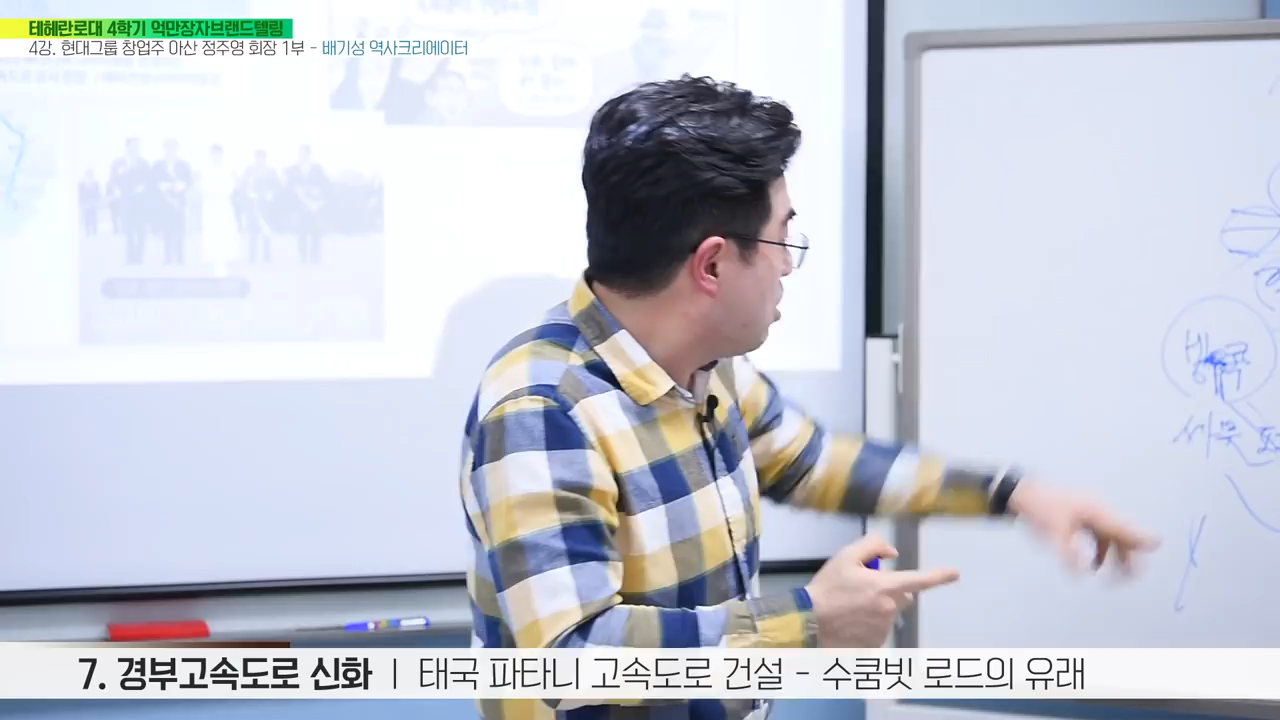 테헤란로대 4학기 억만장자브랜드텔링
4강. 현대그룹 창업주 아산 정주영 회장 1부 - 배기성 역사크리에이터
방콕
7. 경부고속도로 신화 | 태국 파타니 고속도로 건설 - 수쿰빗 로드의 유래